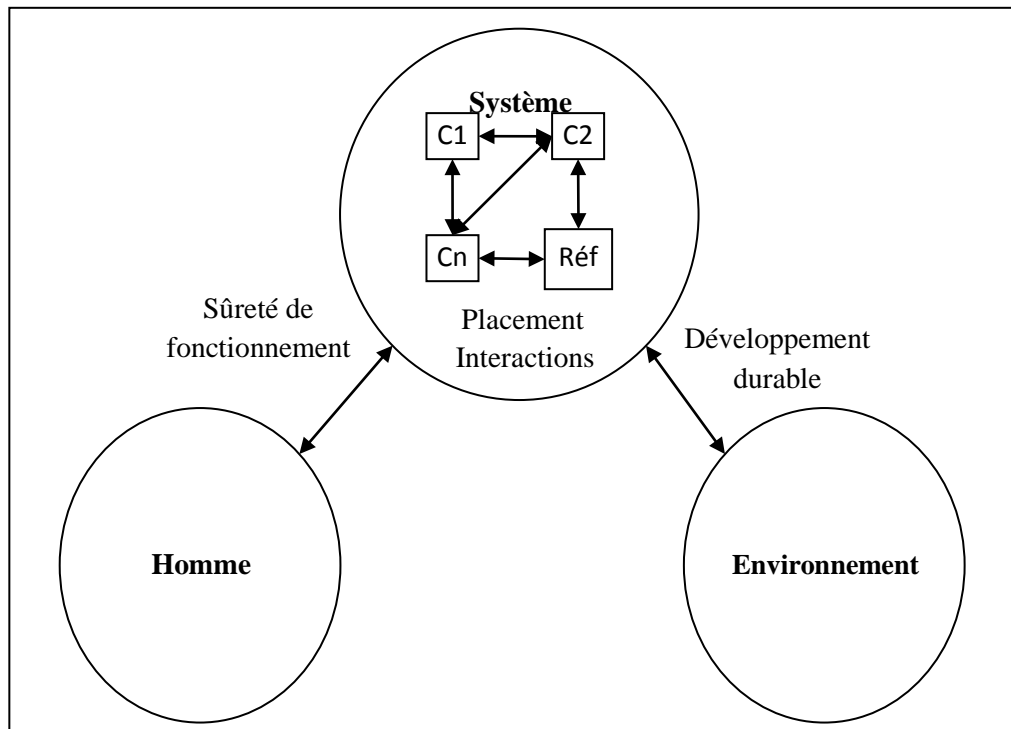 Système
C1
C2
Cn
Réf
Placement
Interactions
Sûreté de
fonctionnement
Développement
durable
Homme
Environnement